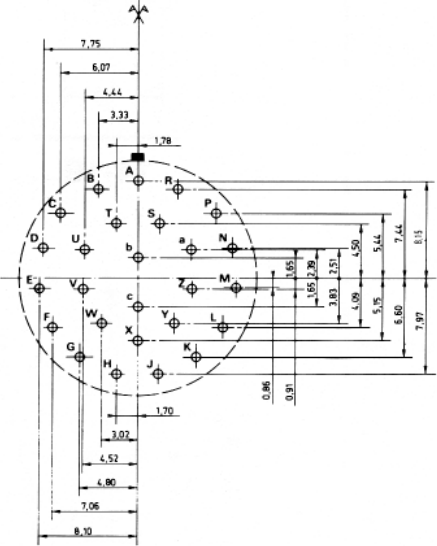 A A
7,75
6,07
4,44
3,33
1,78
A
B R
C T S P
D U b a N
E V Z M
c
F W Y L
X
G K
H J
1,65
2,39
2,51
4,50
5,44
7,44
8,15
1,65
3,83
4,09
5,15
6,60
7,97
0,86
0,91
1,70
3,02
4,52
4,80
7,06
8,10